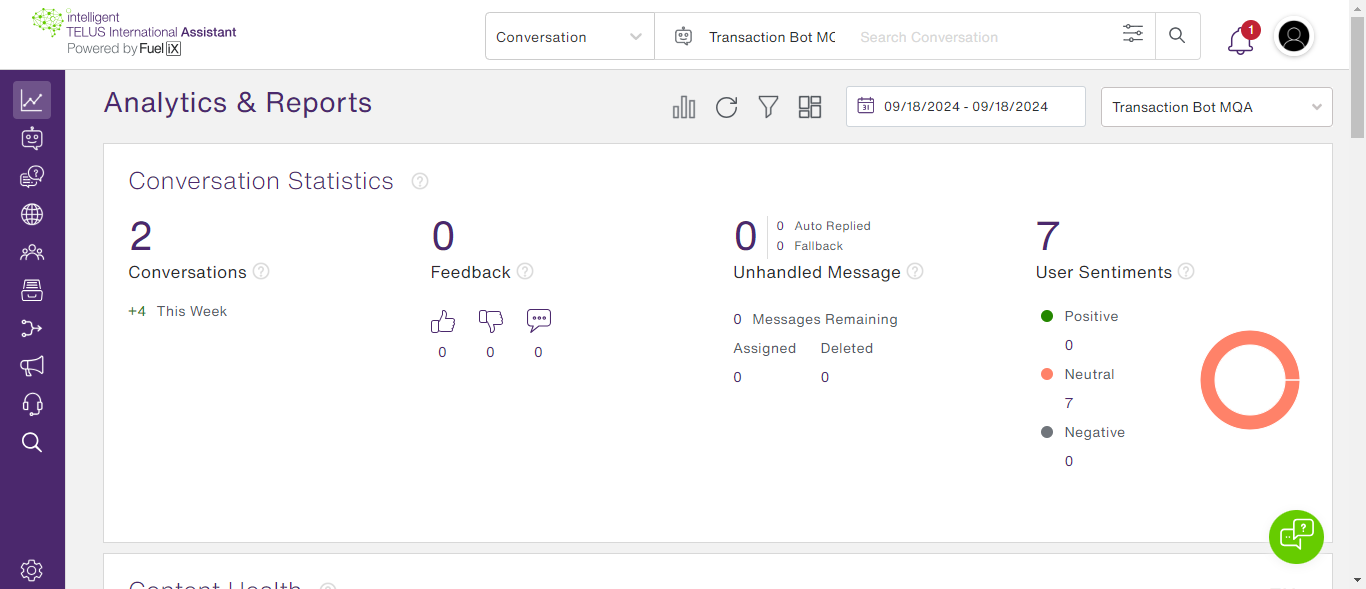 intelligent
TELUS International Assistant
Powered by Fuel iX
Conversation
Transaction Bot MQ
Search Conversation
1
Analytics & Reports
31
09/18/2024 - 09/18/2024
Transaction Bot MQA
Conversation Statistics ?
2
Conversations ?
+4 This Week
0
Feedback ?
0 0 0
0
0 Auto Replied
0 Fallback
Unhandled Message ?
0 Messages Remaining
Assigned Deleted
0 0
7
User Sentiments ?
Positive
0
Neutral
7
Negative
0
?
Content Health